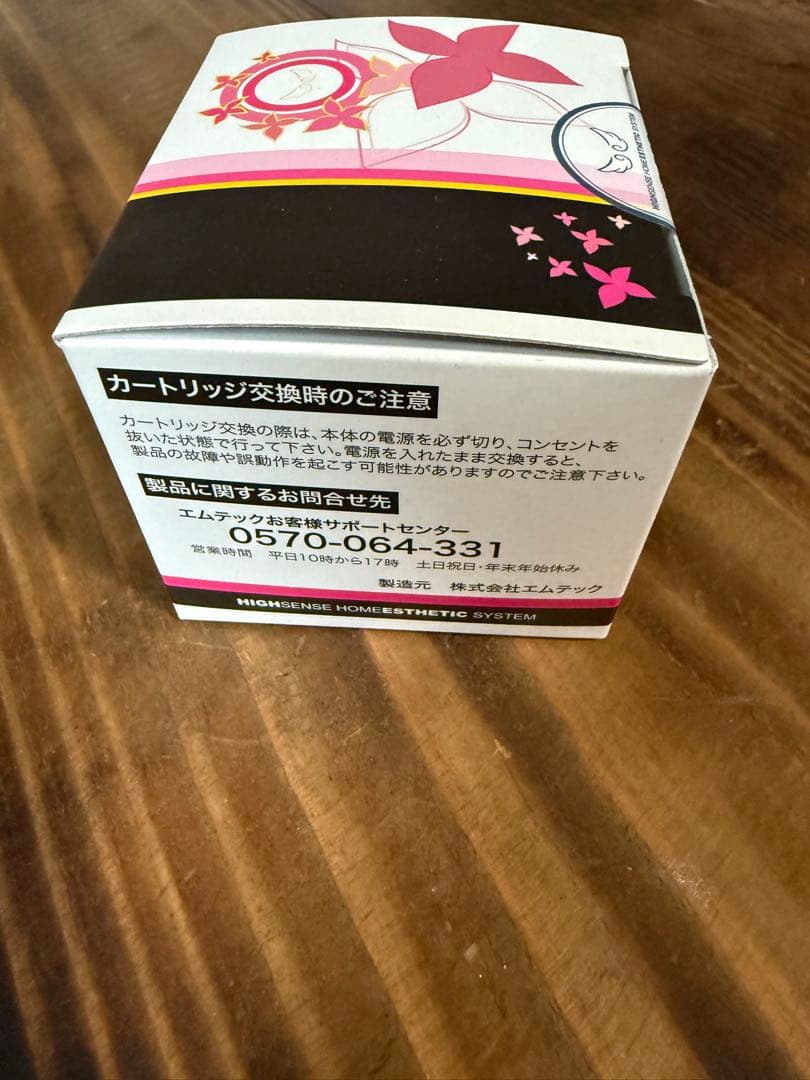 HIGHSENSE HOMEESTHETIC SYSTEM
カートリッジ交換時のご注意
カートリッジ交換の際は、本体の電源を必ず切り、コンセントを
抜いた状態で行って下さい。電源を入れたまま交換すると、
製品の故障や誤動作を起こす可能性がありますのでご注意下さい。
製品に関するお問合せ先
エムテックお客様サポートセンター
0570-064-331
営業時間 平日10時から17時 土日祝日・年末年始休み
製造元 株式会社エムテック
HIGHSENSE HOMEESTHETIC SYSTEM